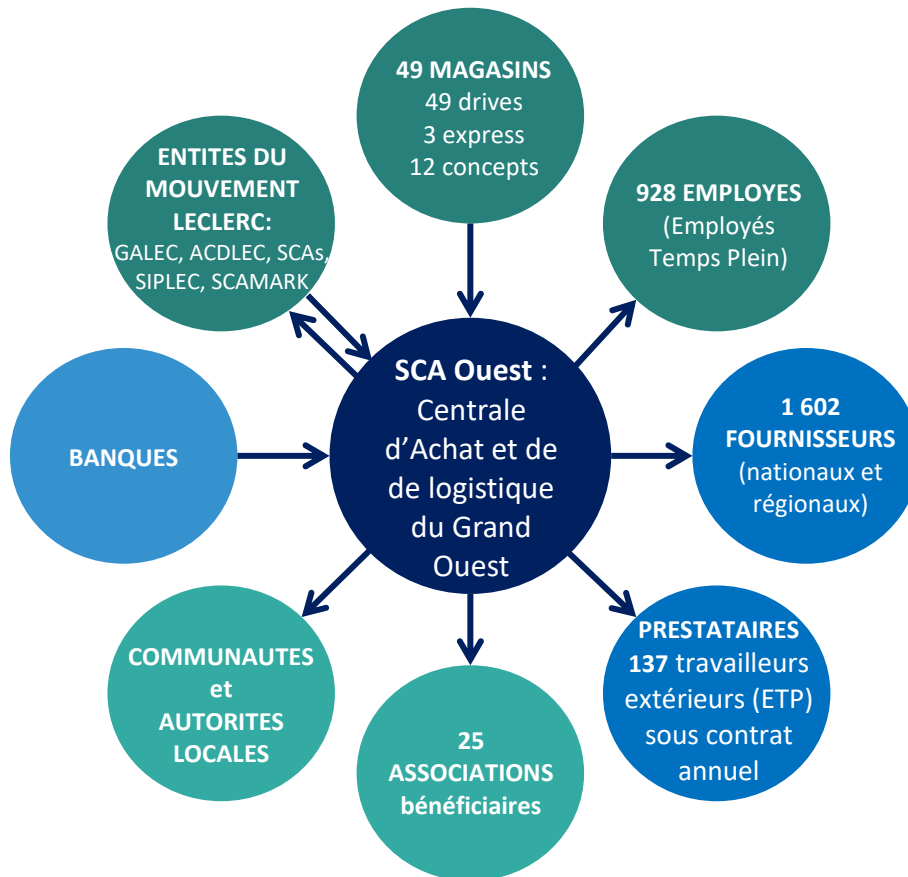 49 MAGASINS
49 drives
3 express
12 concepts
ENTITES DU
MOUVEMENT
LECLERC:
GALEC, ACDLEC, SCAs,
SIPLEC, SCAMARK
928 EMPLOYES
(Employés
Temps Plein)
SCA Ouest :
Centrale
d’Achat et de
de logistique
du Grand
Ouest
BANQUES
1 602
FOURNISSEURS
(nationaux et
régionaux)
COMMUNAUTES
et
AUTORITES
LOCALES
25
ASSOCIATIONS
bénéficiaires
PRESTATAIRES
137 travailleurs
extérieurs (ETP)
sous contrat
annuel